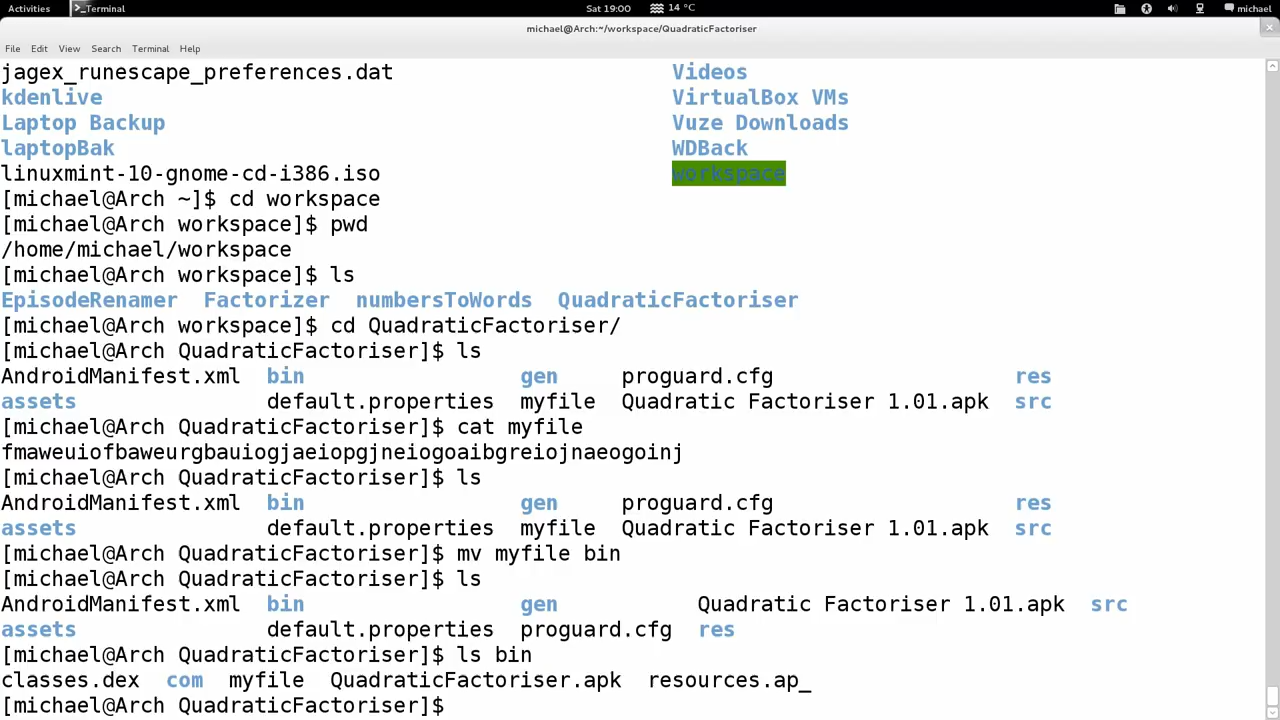 Activities Terminal Sat 19:00 14 °C michael
michael@Arch:~/workspace/QuadraticFactoriser
File Edit View Search Terminal Help
jagex_runescape_preferences.dat Videos
kdenlive VirtualBox VMs
Laptop Backup Vuze Downloads
laptopBak WDBack
linuxmint-10-gnome-cd-i386.iso workspace
[michael@Arch ~]$ cd workspace
[michael@Arch workspace]$ pwd
/home/michael/workspace
[michael@Arch workspace]$ ls
EpisodeRenamer Factorizer numbersToWords QuadraticFactoriser
[michael@Arch workspace]$ cd QuadraticFactoriser/
[michael@Arch QuadraticFactoriser]$ ls
AndroidManifest.xml bin gen proguard.cfg res
assets default.properties myfile Quadratic Factoriser 1.01.apk src
[michael@Arch QuadraticFactoriser]$ cat myfile
fmaweuiofbaweurgbauiogjaeiopgjneiogoaibgreiojnaeogoinj
[michael@Arch QuadraticFactoriser]$ ls
AndroidManifest.xml bin gen proguard.cfg res
assets default.properties myfile Quadratic Factoriser 1.01.apk src
[michael@Arch QuadraticFactoriser]$ mv myfile bin
[michael@Arch QuadraticFactoriser]$ ls
AndroidManifest.xml bin gen Quadratic Factoriser 1.01.apk src
assets default.properties proguard.cfg res
[michael@Arch QuadraticFactoriser]$ ls bin
classes.dex com myfile QuadraticFactoriser.apk resources.ap_
[michael@Arch QuadraticFactoriser]$